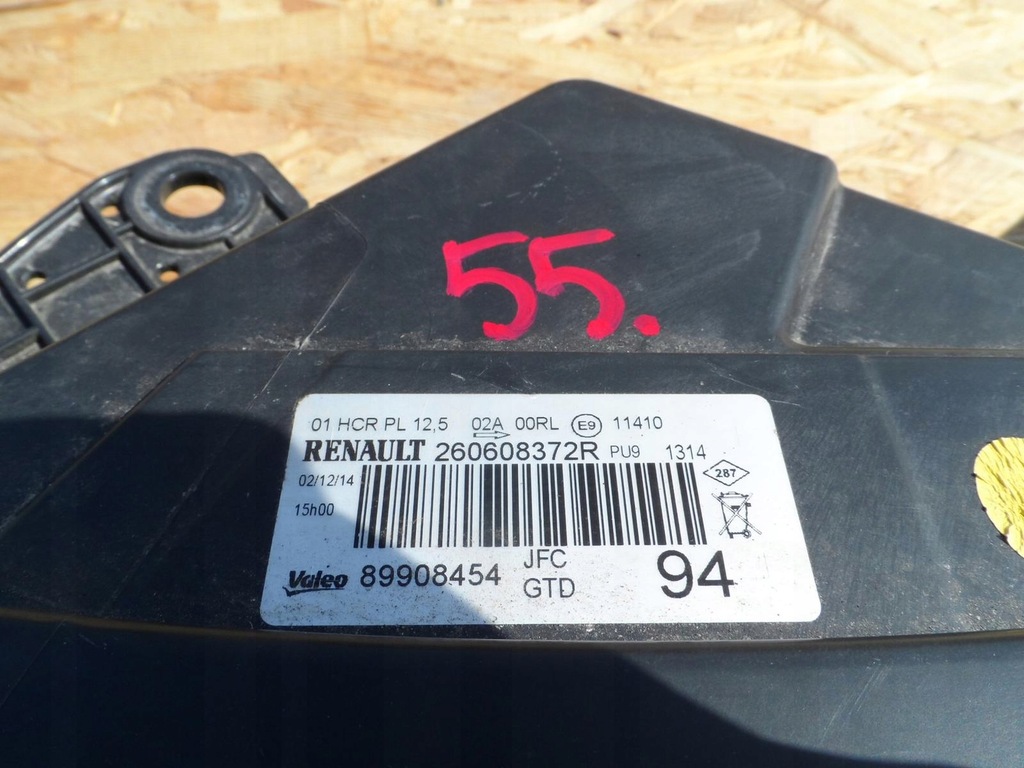 55.
01 HCR PL 12,5 02A 00RL E9 11410
RENAULT 260608372R PU9 1314
287
02/12/14
15h00
Valeo 89908454 JFC
GTD
94